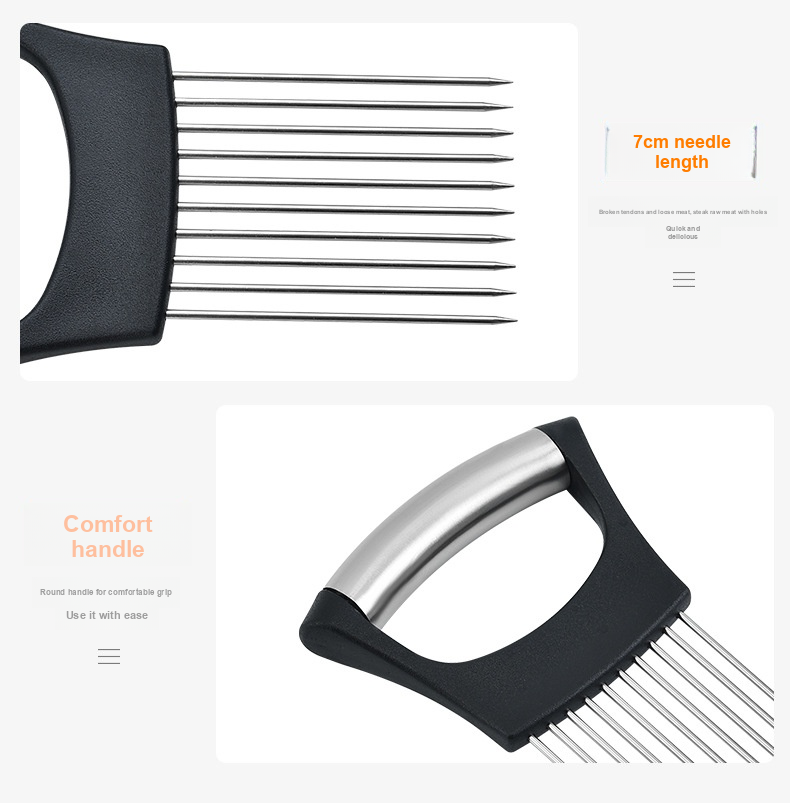 7cm needle
length
Broken tendons and loose meat, steak raw meat with holes
Quick and
delicious
Comfort
handle
Round handle for comfortable grip
Use it with ease